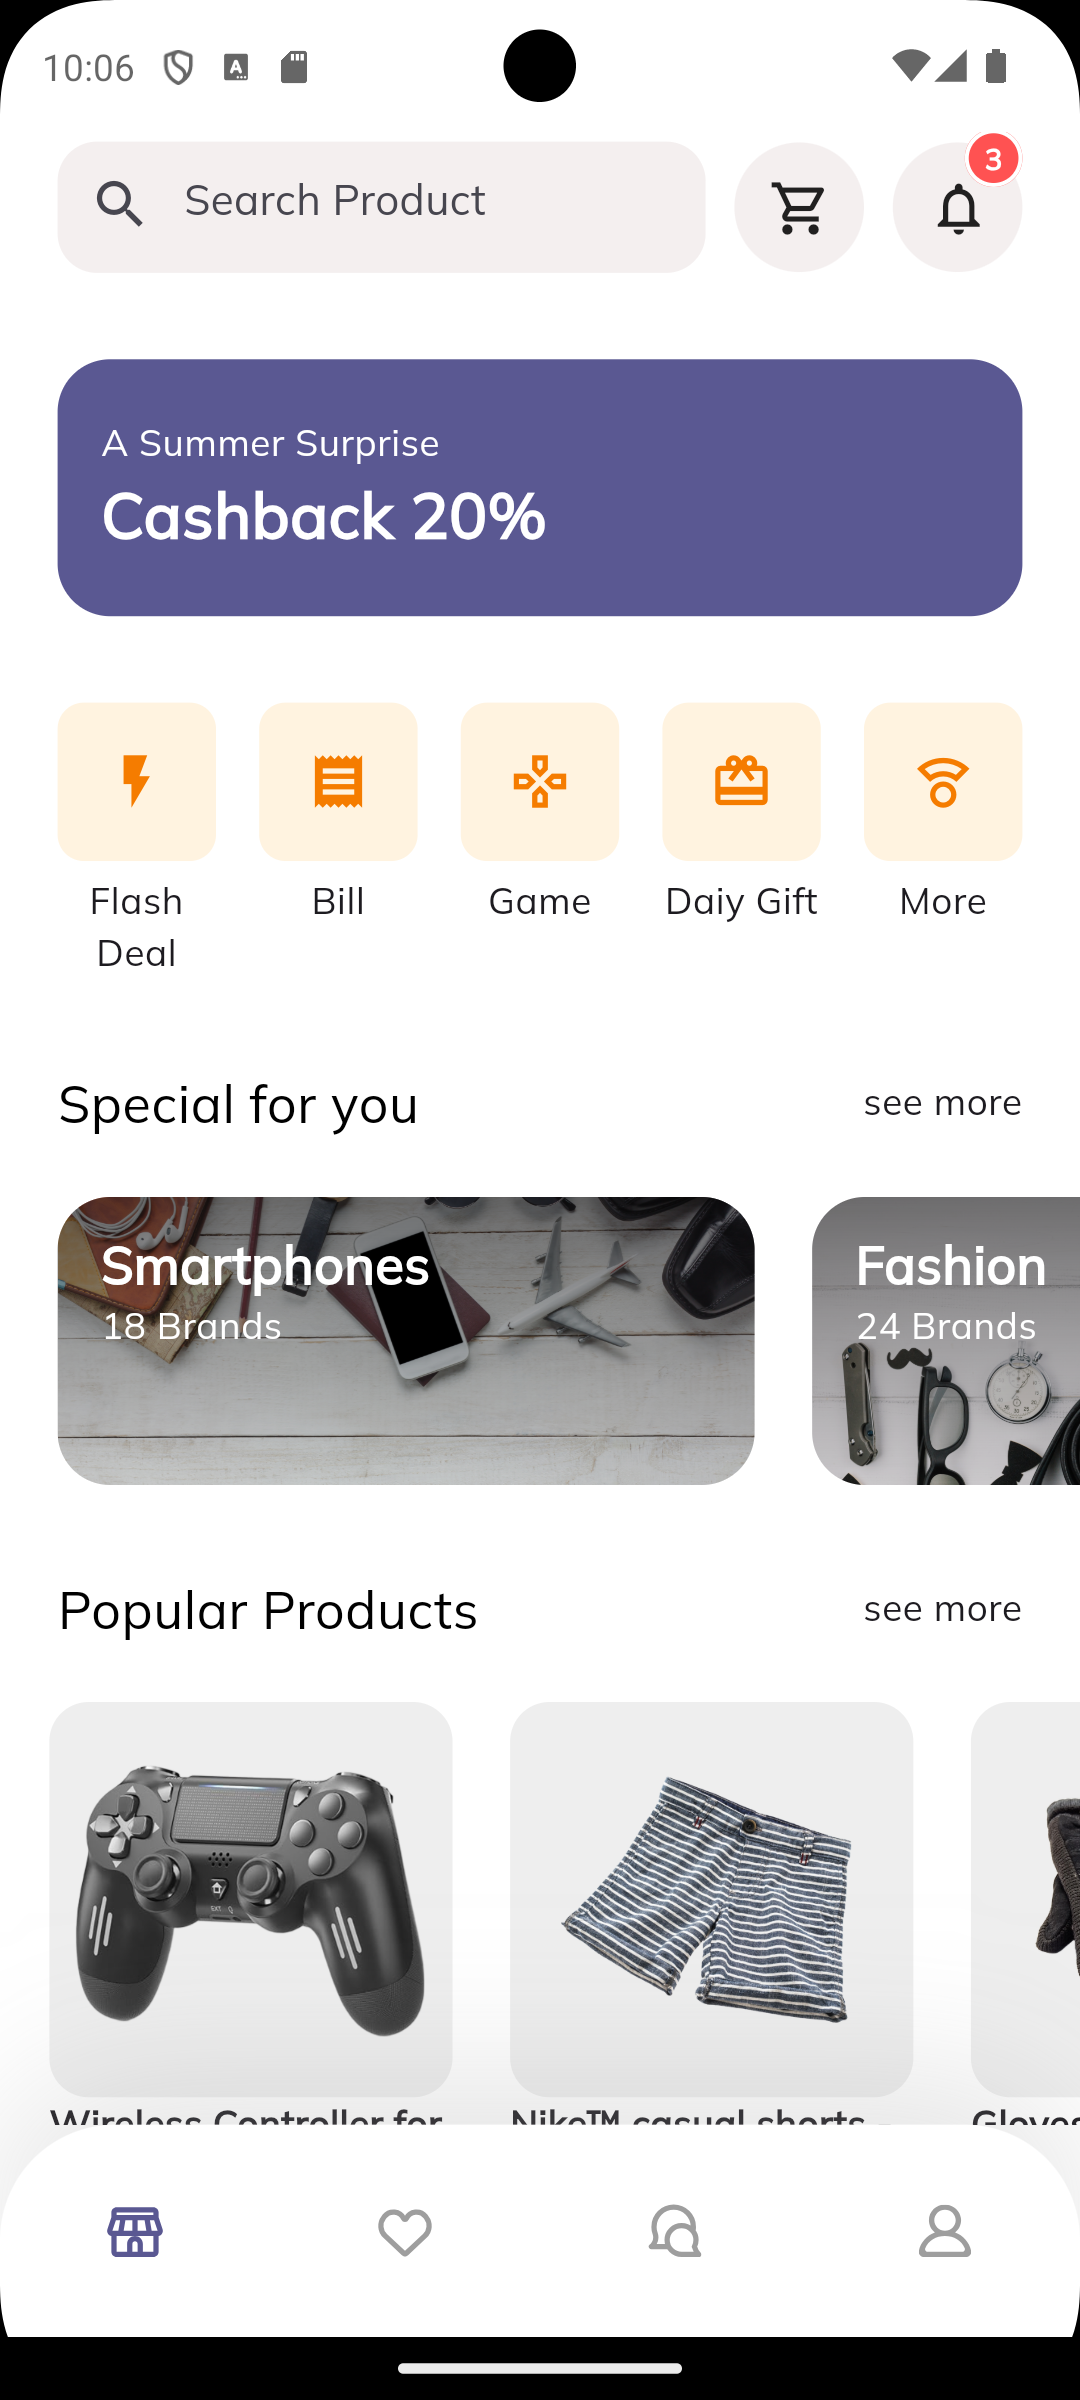 10:06
Search Product
3
A Summer Surprise
Cashback 20%
Flash
Deal
Bill
Game
Daiy Gift
More
Special for you
see more
Smartphones
18 Brands
Fashion
24 Brands
Popular Products
see more
Wireless Controller for
Nike™ casual shorts -
Gloves